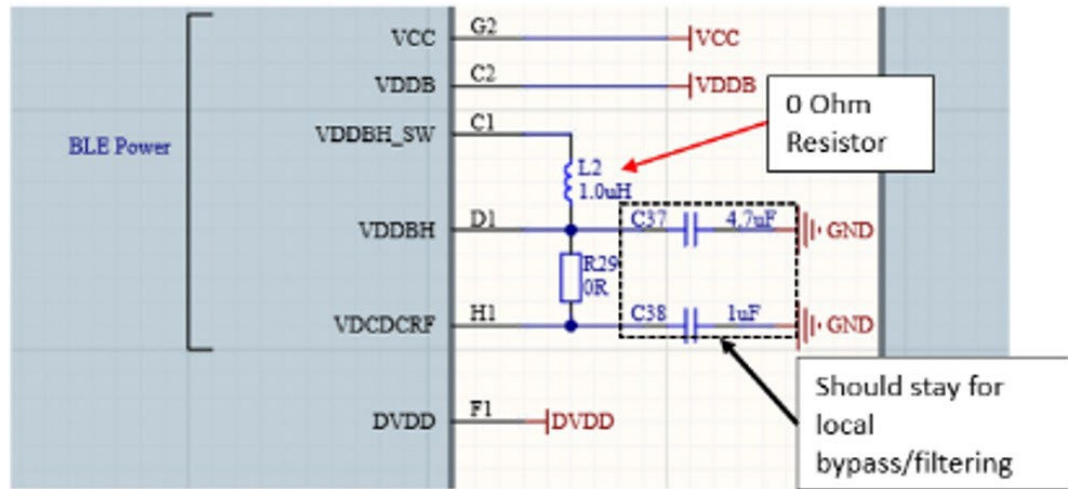 VCC G2 VCC
VDDB C2 VDDB
0 Ohm
Resistor
VDDBH_SW C1
BLE Power
L2
1.0uH
VDDBH D1 C37 4.7uF GND
R29
0R
VDCDCRF H1 C38 1uF GND
Should stay for
local
bypass/filtering
DVDD F1 DVDD